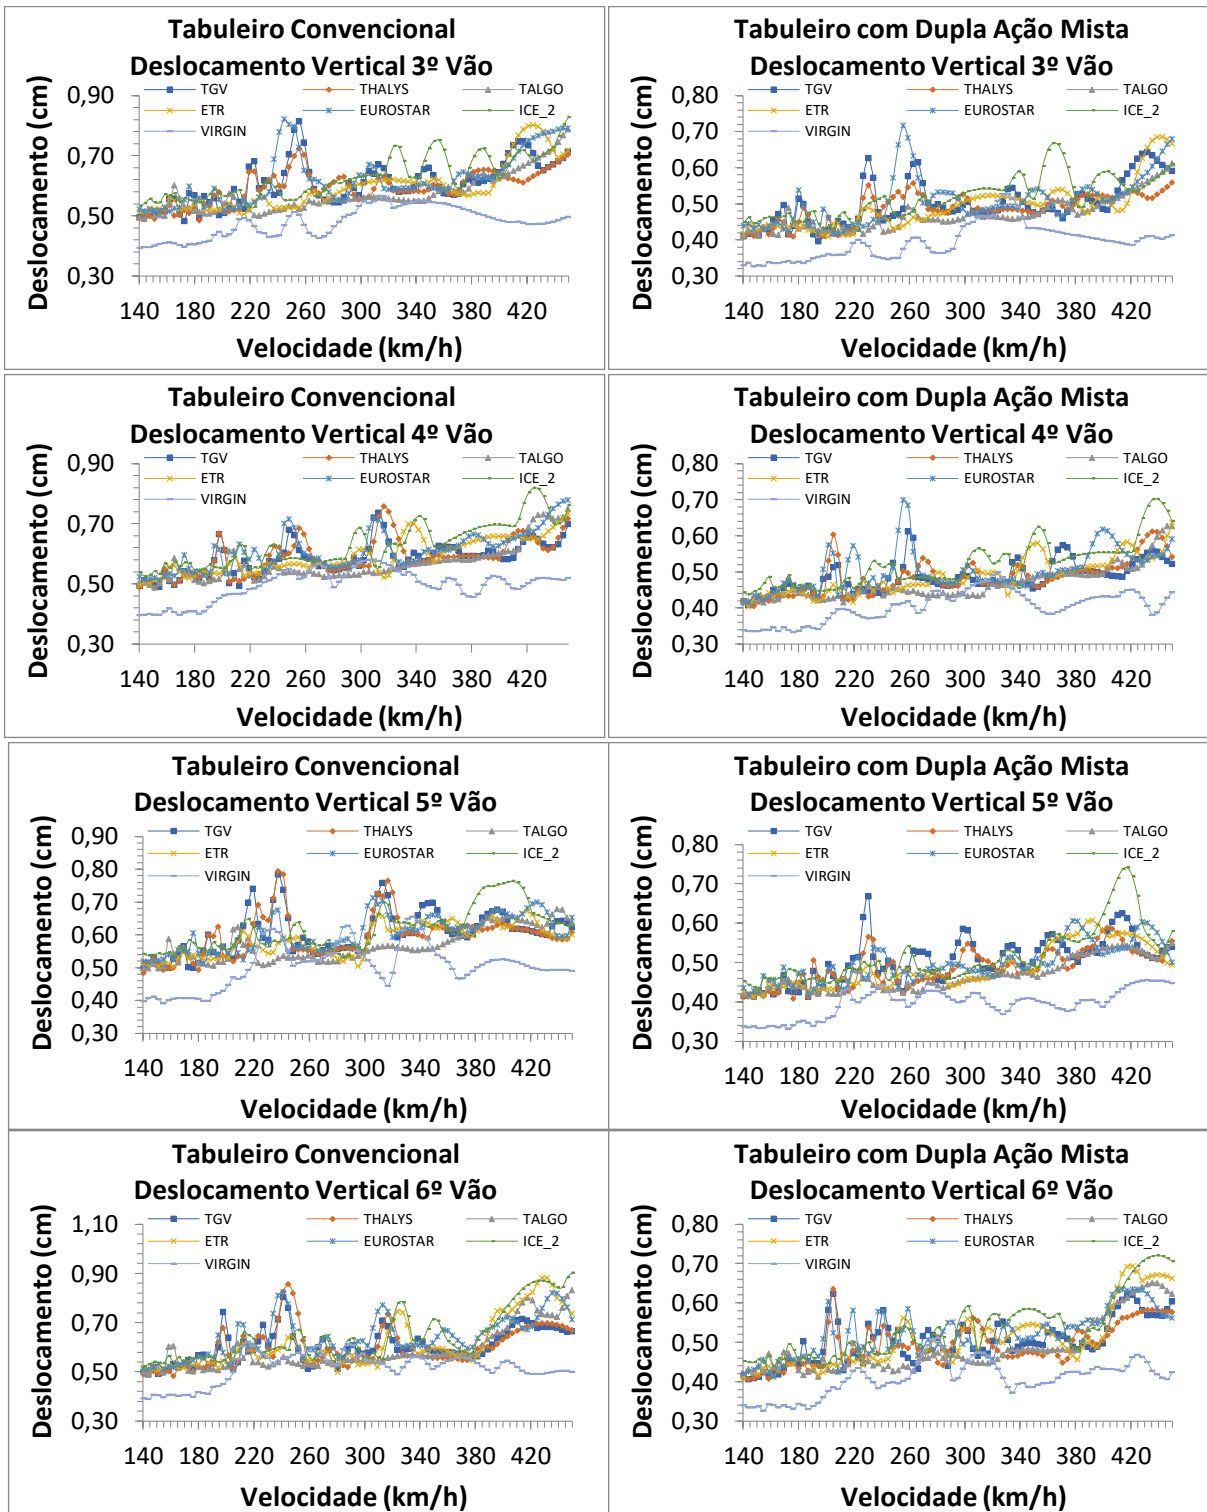 Tabuleiro Convencional
Deslocamento Vertical 3º Vão
TGV THALYS TALGO
ETR EUROSTAR ICE_2
VIRGIN
Deslocamento (cm)
0,90
0,70
0,50
0,30
140 180 220 260 300 340 380 420
Velocidade (km/h)
Tabuleiro com Dupla Ação Mista
Deslocamento Vertical 3º Vão
TGV THALYS TALGO
ETR EUROSTAR ICE_2
VIRGIN
Deslocamento (cm)
0,80
0,70
0,60
0,50
0,40
0,30
140 180 220 260 300 340 380 420
Velocidade (km/h)
Tabuleiro Convencional
Deslocamento Vertical 4º Vão
TGV THALYS TALGO
ETR EUROSTAR ICE_2
VIRGIN
Deslocamento (cm)
0,90
0,70
0,50
0,30
140 180 220 260 300 340 380 420
Velocidade (km/h)
Tabuleiro com Dupla Ação Mista
Deslocamento Vertical 4º Vão
TGV THALYS TALGO
ETR EUROSTAR ICE_2
VIRGIN
Deslocamento (cm)
0,80
0,70
0,60
0,50
0,40
0,30
140 180 220 260 300 340 380 420
Velocidade (km/h)
Tabuleiro Convencional
Deslocamento Vertical 5º Vão
TGV THALYS TALGO
ETR EUROSTAR ICE_2
VIRGIN
Deslocamento (cm)
0,90
0,80
0,70
0,60
0,50
0,40
0,30
140 180 220 260 300 340 380 420
Velocidade (km/h)
Tabuleiro com Dupla Ação Mista
Deslocamento Vertical 5º Vão
TGV THALYS TALGO
ETR EUROSTAR ICE_2
VIRGIN
Deslocamento (cm)
0,80
0,70
0,60
0,50
0,40
0,30
140 180 220 260 300 340 380 420
Velocidade (km/h)
Tabuleiro Convencional
Deslocamento Vertical 6º Vão
TGV THALYS TALGO
ETR EUROSTAR ICE_2
VIRGIN
Deslocamento (cm)
1,10
0,90
0,70
0,50
0,30
140 180 220 260 300 340 380 420
Velocidade (km/h)
Tabuleiro com Dupla Ação Mista
Deslocamento Vertical 6º Vão
TGV THALYS TALGO
ETR EUROSTAR ICE_2
VIRGIN
Deslocamento (cm)
0,80
0,70
0,60
0,50
0,40
0,30
140 180 220 260 300 340 380 420
Velocidade (km/h)